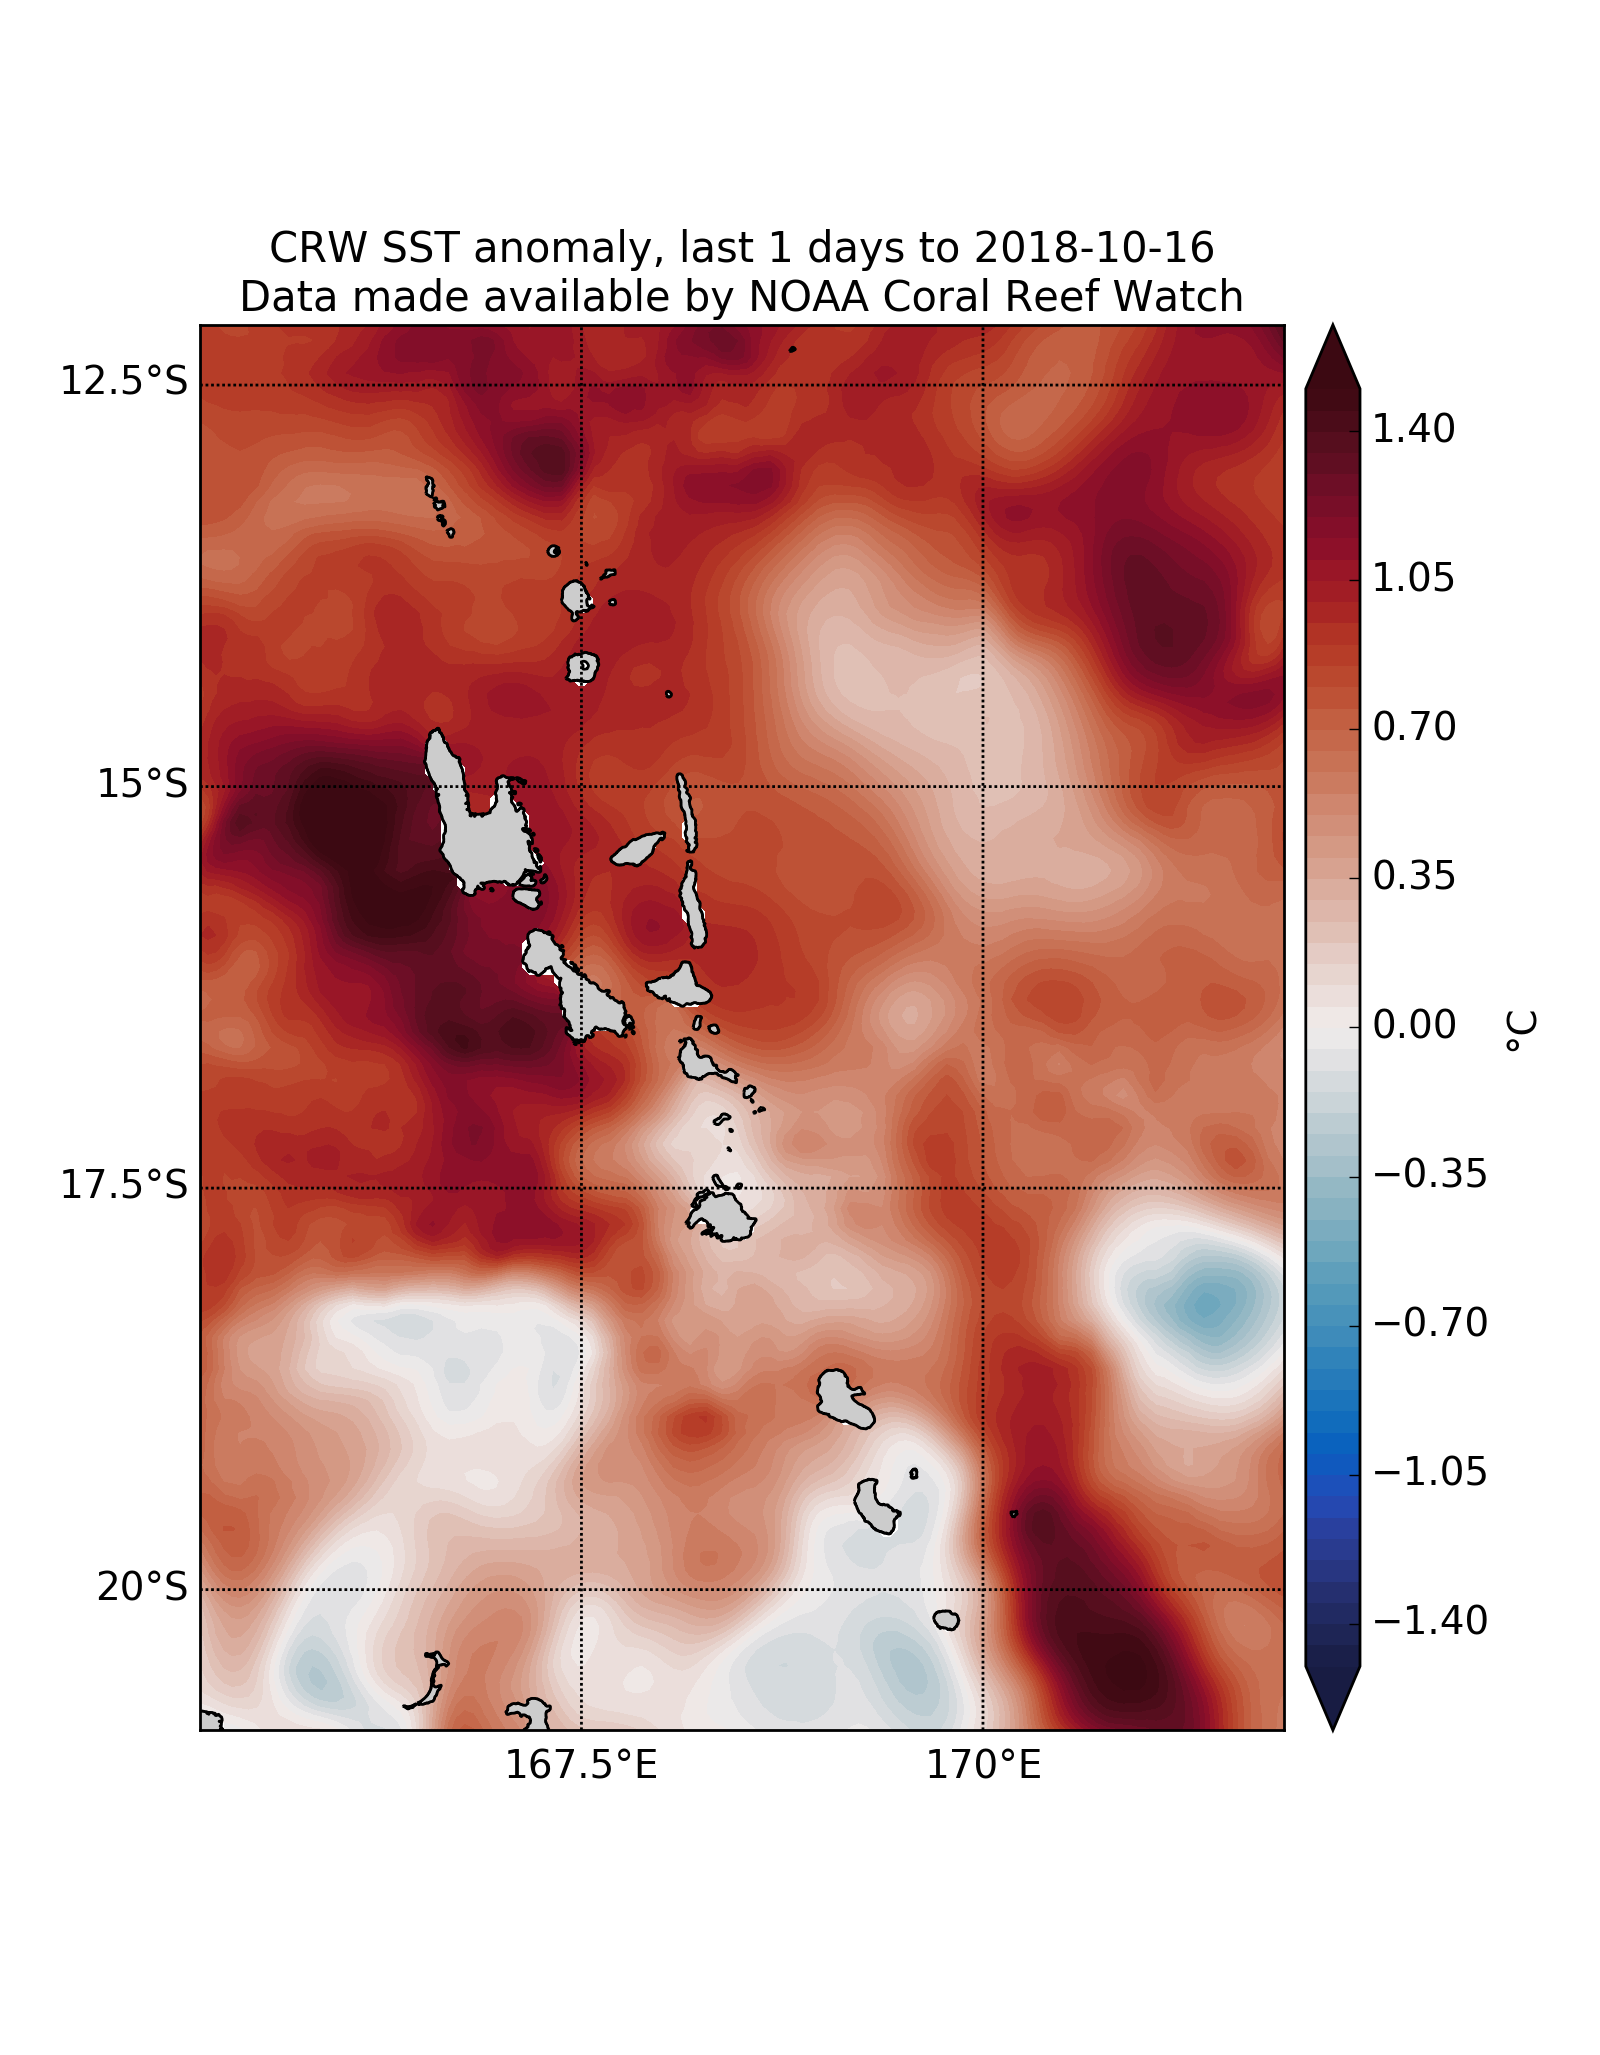 CRW SST anomaly, last 1 days to 2018-10-16
Data made available by NOAA Coral Reef Watch
12.5°S
15°S
17.5°S
20°S
167.5°E
170°E
1.40
1.05
0.70
0.35
0.00
−0.35
−0.70
−1.05
−1.40
°C